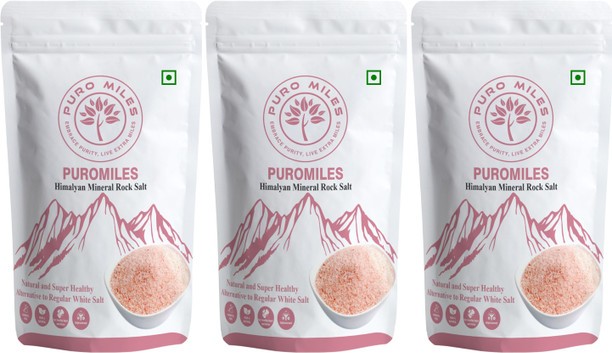 PURO MILES
EMBRACE PURITY, LIVE EXTRA MILES
PUROMILES
Himalyan Mineral Rock Salt
Natural and Super Healthy
Alternative to Regular White Salt
PURO MILES
EMBRACE PURITY, LIVE EXTRA MILES
PUROMILES
Himalyan Mineral Rock Salt
Natural and Super Healthy
Alternative to Regular White Salt
PURO MILES
EMBRACE PURITY, LIVE EXTRA MILES
PUROMILES
Himalyan Mineral Rock Salt
Natural and Super Healthy
Alternative to Regular White Salt